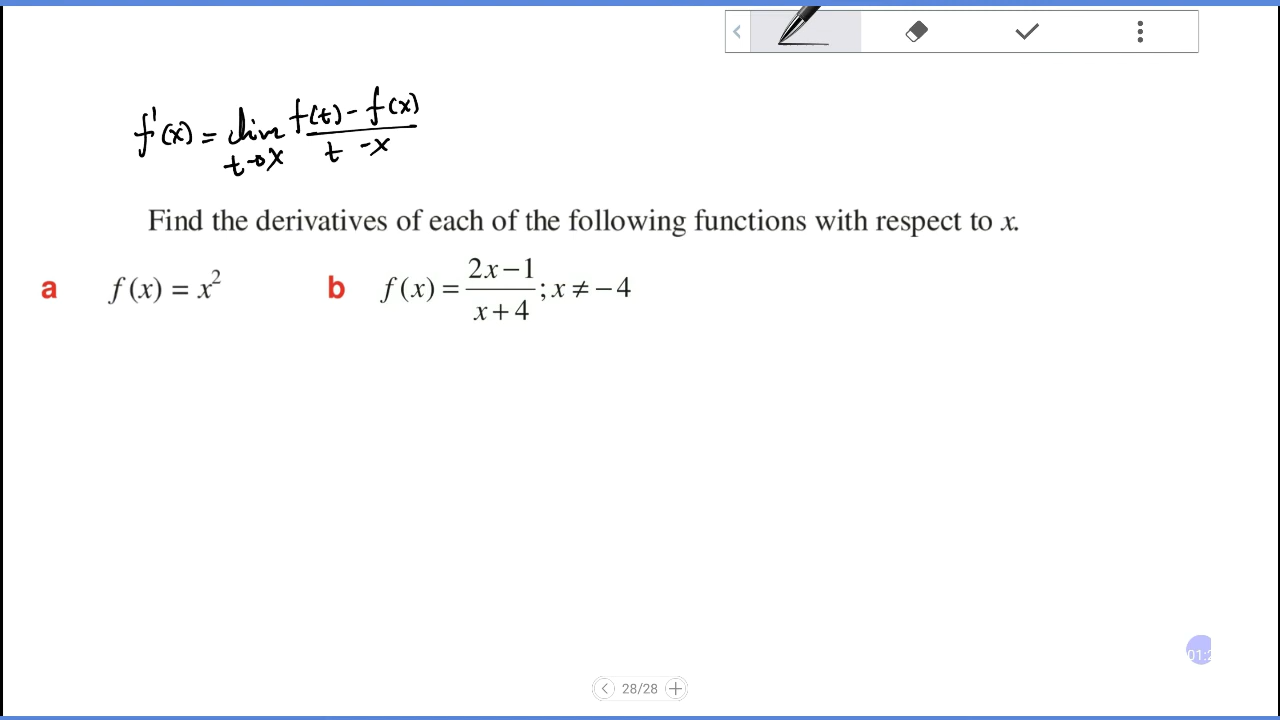 f'(x) = lim t→x (f(t) - f(x))/(t - x)
Find the derivatives of each of the following functions with respect to x.
a f(x) = x² b f(x) = (2x - 1)/(x + 4) ; x ≠ -4
28/28